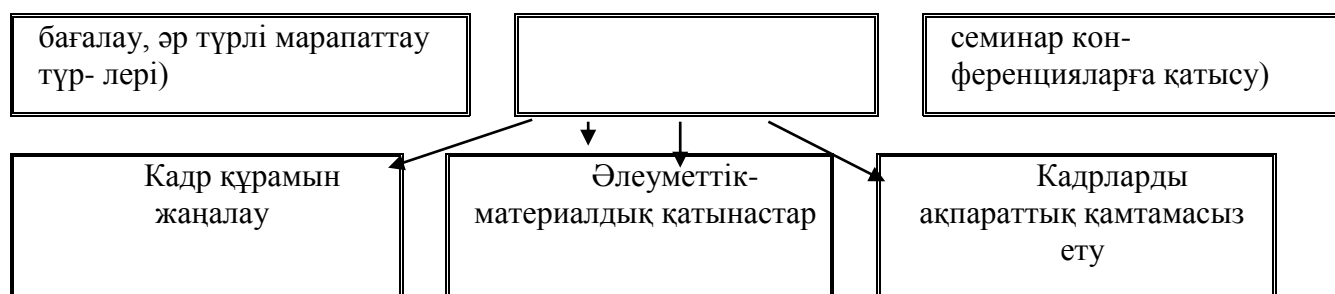 бағалау, әр түрлі марапаттау
түр- лері)
семинар кон-
ференцияларға қатысу)
Кадр құрамын
жаңалау
Әлеуметтік-
материалдық қатынастар
Кадрларды
ақпараттық қамтамасыз
ету